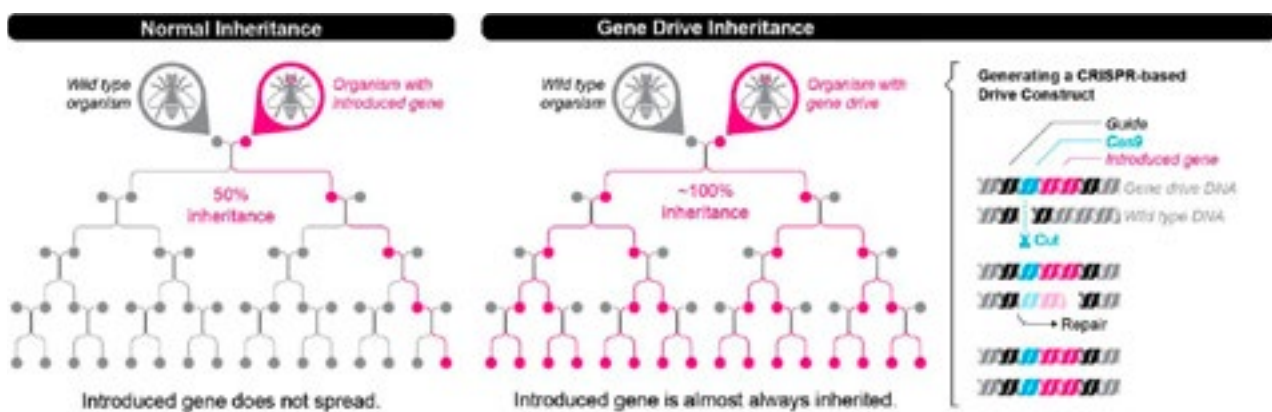 Normal Inheritance
Wild type
organism
Organism with
introduced gene
50%
inheritance
Introduced gene does not spread.
Gene Drive Inheritance
Wild type
organism
Organism with
gene drive
~100%
inheritance
Introduced gene is almost always inherited.
Generating a CRISPR-based
Drive Construct
Guide
Cas9
Introduced gene
Gene drive DNA
Wild type DNA
Cut
Repair